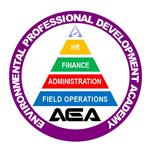 ENVIRONMENTAL PROFESSIONAL DEVELOPMENT ACADEMY
HR
FINANCE
ADMINISTRATION
FIELD OPERATIONS
AEA